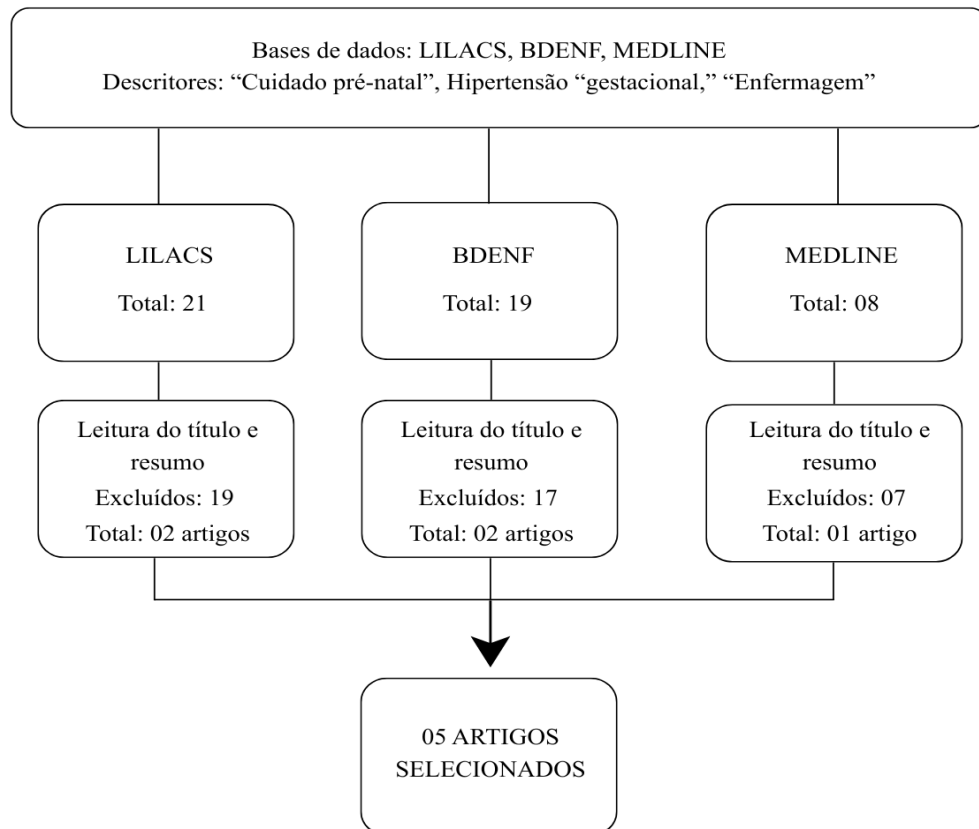 Bases de dados: LILACS, BDENF, MEDLINE
Descritores: “Cuidado pré-natal”, Hipertensão “gestacional,” “Enfermagem”
LILACS
Total: 21
BDENF
Total: 19
MEDLINE
Total: 08
Leitura do título e
resumo
Excluídos: 19
Total: 02 artigos
Leitura do título e
resumo
Excluídos: 17
Total: 02 artigos
Leitura do título e
resumo
Excluídos: 07
Total: 01 artigo
05 ARTIGOS
SELECIONADOS